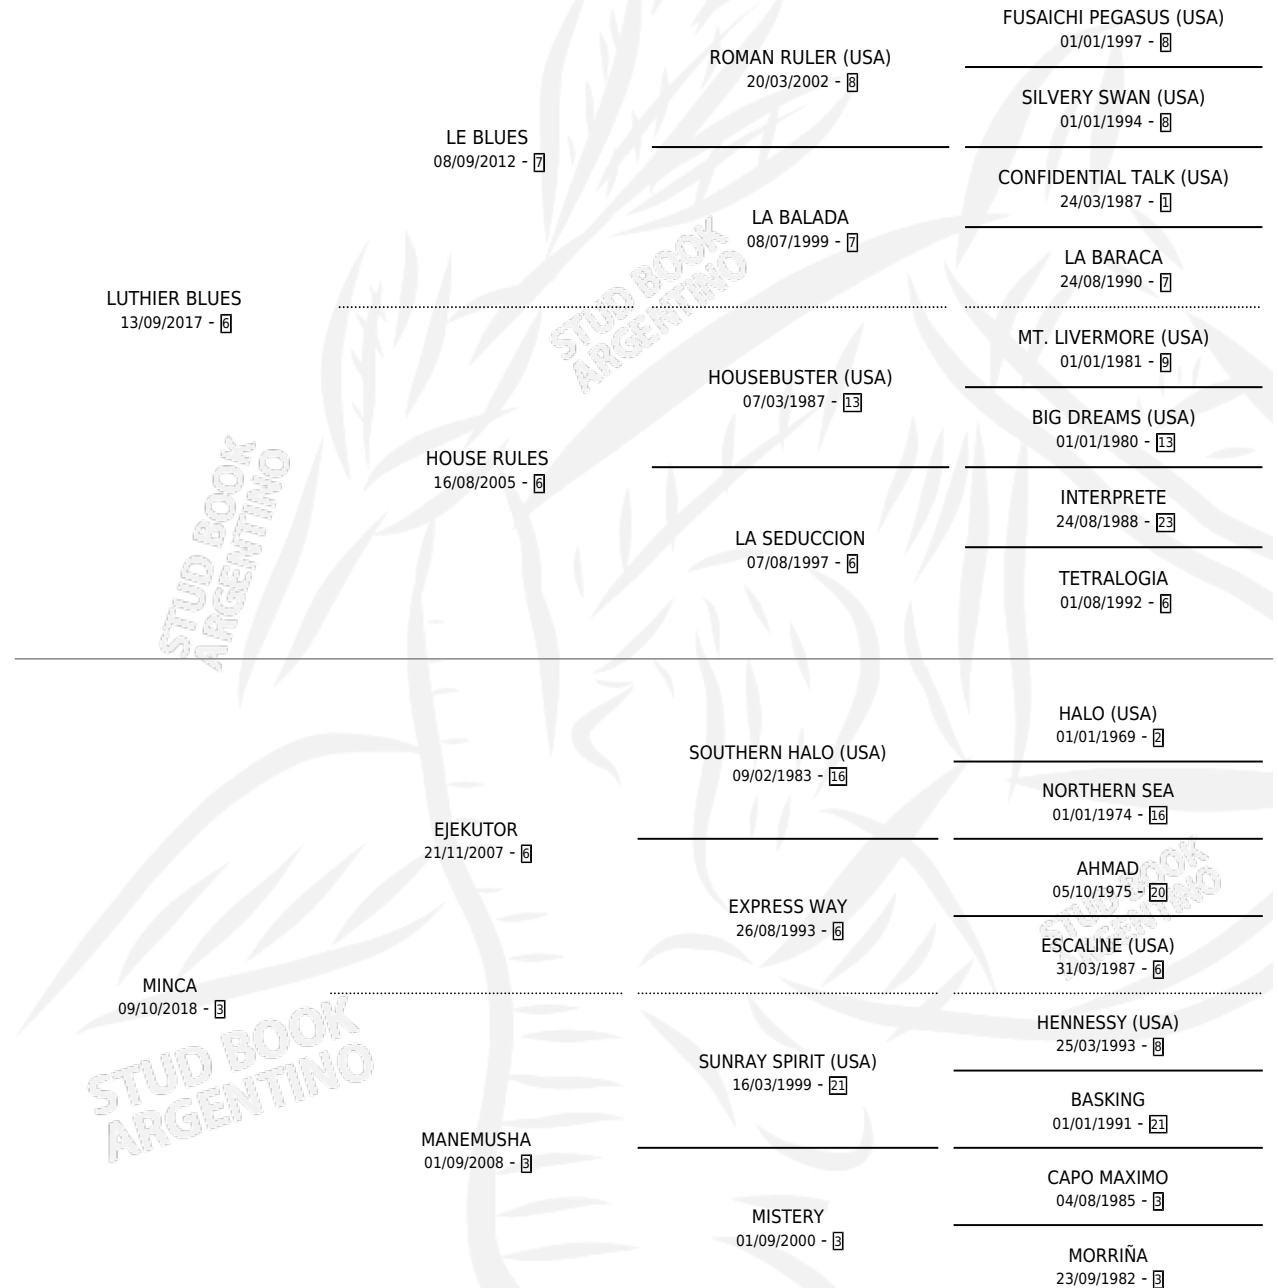 FUSAICHI PEGASUS (USA)
01/01/1997 - 8
ROMAN RULER (USA)
20/03/2002 - 8
SILVERY SWAN (USA)
01/01/1994 - 8
LE BLUES
08/09/2012 - 7
CONFIDENTIAL TALK (USA)
24/03/1987 - 1
LA BALADA
08/07/1999 - 7
LA BARACA
24/08/1990 - 7
LUTHIER BLUES
13/09/2017 - 6
MT. LIVERMORE (USA)
01/01/1981 - 9
HOUSEBUSTER (USA)
07/03/1987 - 13
BIG DREAMS (USA)
01/01/1980 - 13
HOUSE RULES
16/08/2005 - 6
INTERPRETE
24/08/1988 - 23
LA SEDUCCION
07/08/1997 - 6
TETRALOGIA
01/08/1992 - 6
HALO (USA)
01/01/1969 - 2
SOUTHERN HALO (USA)
09/02/1983 - 16
NORTHERN SEA
01/01/1974 - 16
EJEKUTOR
21/11/2007 - 6
AHMAD
05/10/1975 - 20
EXPRESS WAY
26/08/1993 - 6
ESCALINE (USA)
31/03/1987 - 6
MINCA
09/10/2018 - 3
HENNESSY (USA)
25/03/1993 - 8
SUNRAY SPIRIT (USA)
16/03/1999 - 21
BASKING
01/01/1991 - 21
MANEMUSHA
01/09/2008 - 3
CAPO MAXIMO
04/08/1985 - 3
MISTERY
01/09/2000 - 3
MORRIÑA
23/09/1982 - 3
STUD BOOK
ARGENTINO
STUD BOOK
ARGENTINO
STUD BOOK
ARGENTINO
STUD BOOK
ARGENTINO